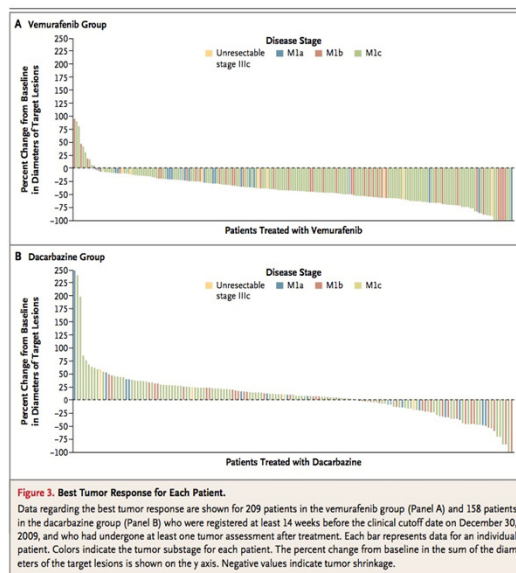 A Vemurafenib Group
Disease Stage
Unresectable stage IIIc
M1a
M1b
M1c
250
225
200
175
150
125
100
75
50
25
0
−25
−50
−75
−100
Percent Change from Baseline
in Diameters of Target Lesions
Patients Treated with Vemurafenib
B Dacarbazine Group
Disease Stage
Unresectable stage IIIc
M1a
M1b
M1c
250
225
200
175
150
125
100
75
50
25
0
−25
−50
−75
−100
Percent Change from Baseline
in Diameters of Target Lesions
Patients Treated with Dacarbazine
Figure 3. Best Tumor Response for Each Patient.
Data regarding the best tumor response are shown for 209 patients in the vemurafenib group (Panel A) and 158 patients
in the dacarbazine group (Panel B) who were registered at least 14 weeks before the clinical cutoff date on December 30,
2009, and who had undergone at least one tumor assessment after treatment. Each bar represents data for an individual
patient. Colors indicate the tumor substage for each patient. The percent change from baseline in the sum of the diam-
eters of the target lesions is shown on the y axis. Negative values indicate tumor shrinkage.